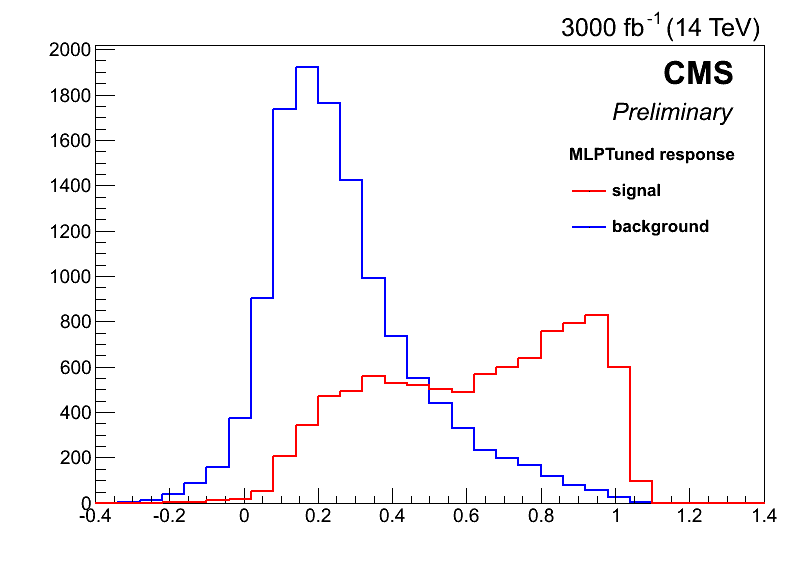 3000 fb-1 (14 TeV)
CMS
Preliminary
MLPTuned response
signal
background
2000
1800
1600
1400
1200
1000
800
600
400
200
0
-0.4 -0.2 0 0.2 0.4 0.6 0.8 1 1.2 1.4